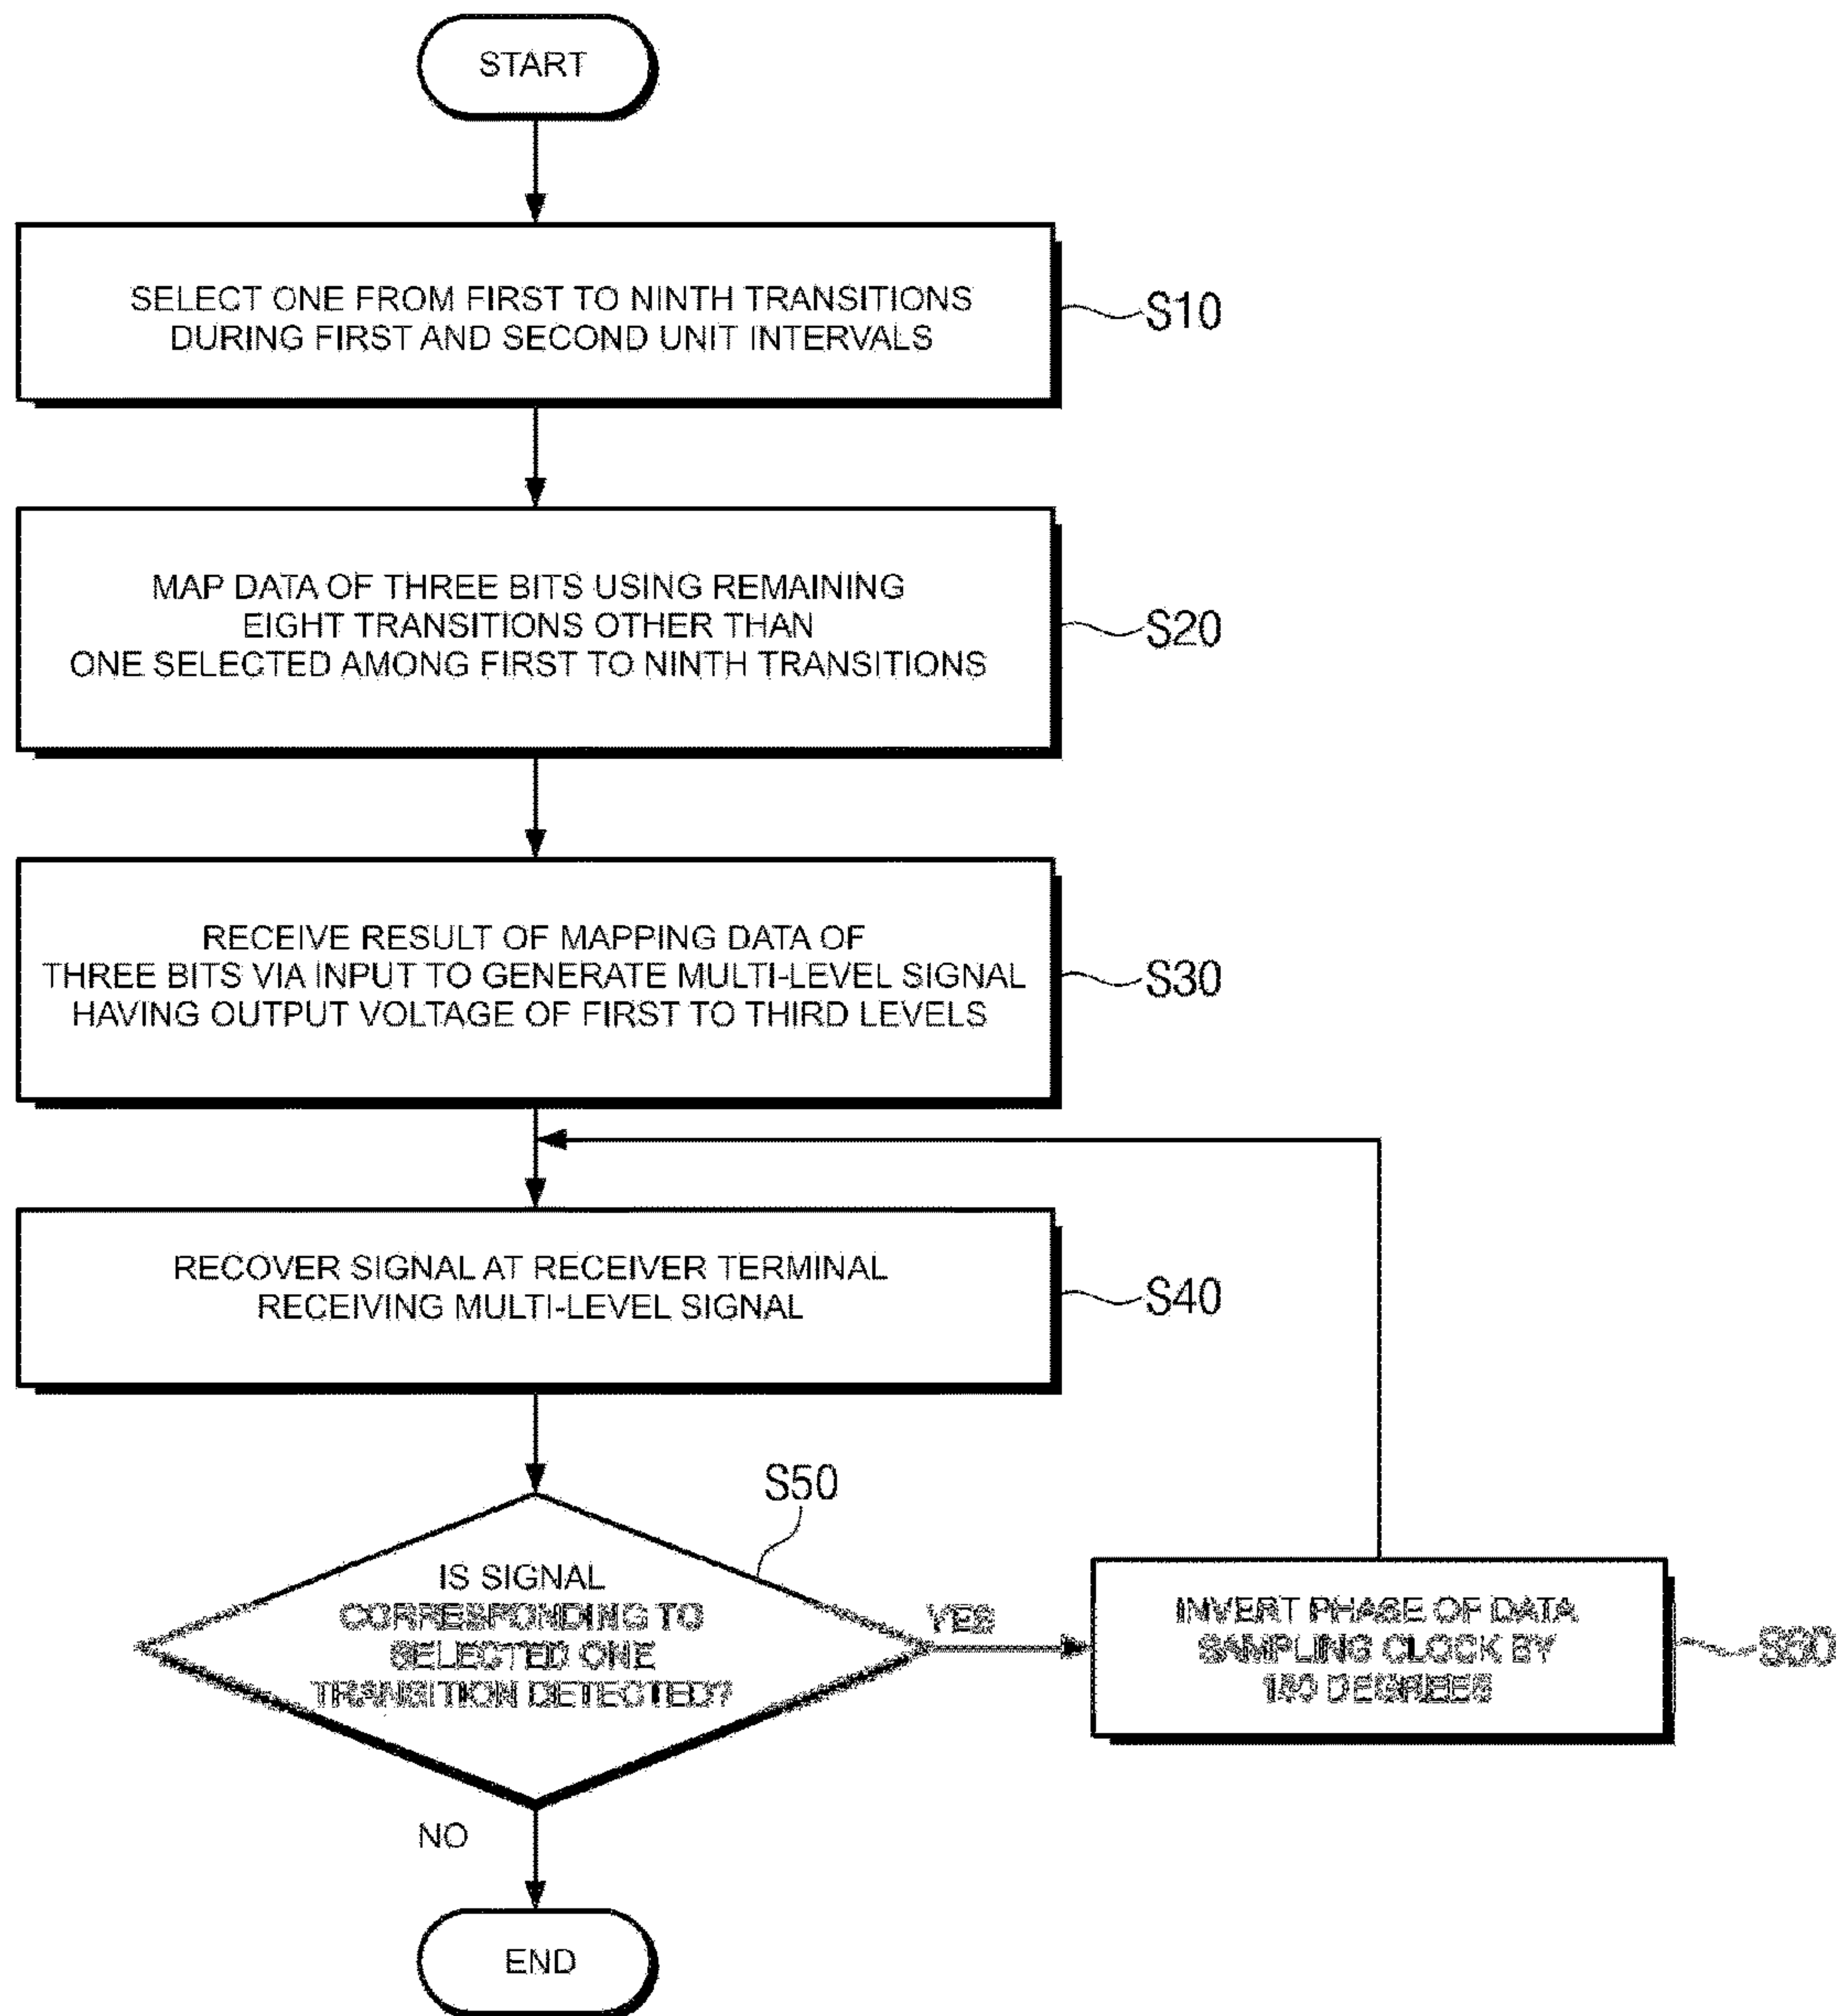 START
SELECT ONE FROM FIRST TO NINTH TRANSITIONS
DURING FIRST AND SECOND UNIT INTERVALS
S10
MAP DATA OF THREE BITS USING REMAINING
EIGHT TRANSITIONS OTHER THAN
ONE SELECTED AMONG FIRST TO NINTH TRANSITIONS
S20
RECEIVE RESULT OF MAPPING DATA OF
THREE BITS VIA INPUT TO GENERATE MULTI-LEVEL SIGNAL
HAVING OUTPUT VOLTAGE OF FIRST TO THIRD LEVELS
S30
RECOVER SIGNAL AT RECEIVER TERMINAL
RECEIVING MULTI-LEVEL SIGNAL
S40
S50
IS SIGNAL
CORRESPONDING TO
SELECTED ONE
TRANSITION DETECTED?
YES
INVERT PHASE OF DATA
SAMPLING CLOCK BY
DEGREES
NO
END